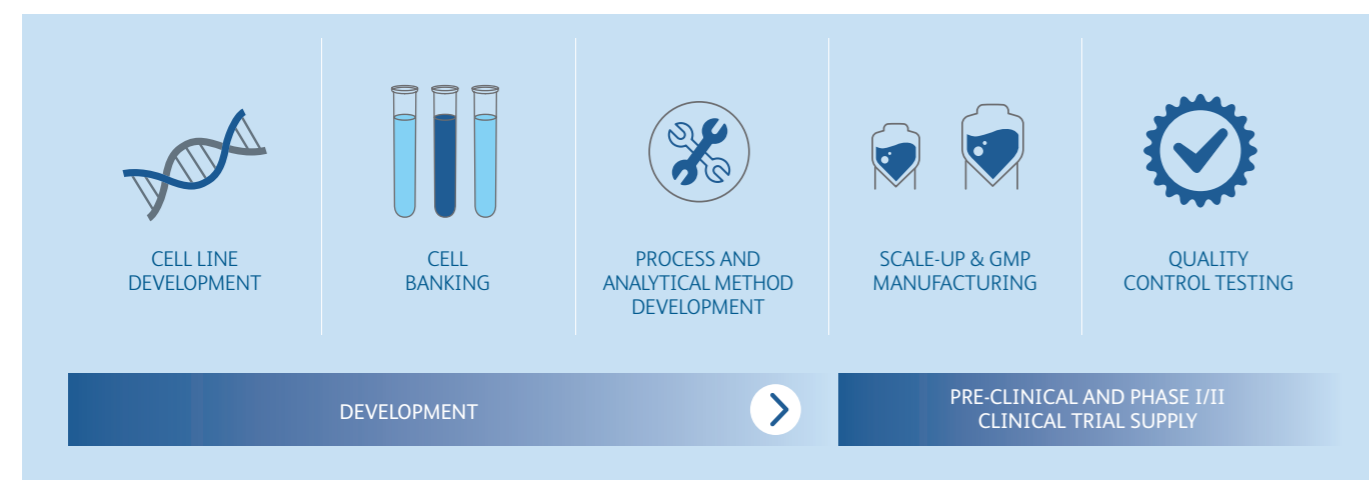 CELL LINE
DEVELOPMENT
CELL
BANKING
PROCESS AND
ANALYTICAL METHOD
DEVELOPMENT
SCALE-UP & GMP
MANUFACTURING
QUALITY
CONTROL TESTING
DEVELOPMENT
PRE-CLINICAL AND PHASE I/II
CLINICAL TRIAL SUPPLY